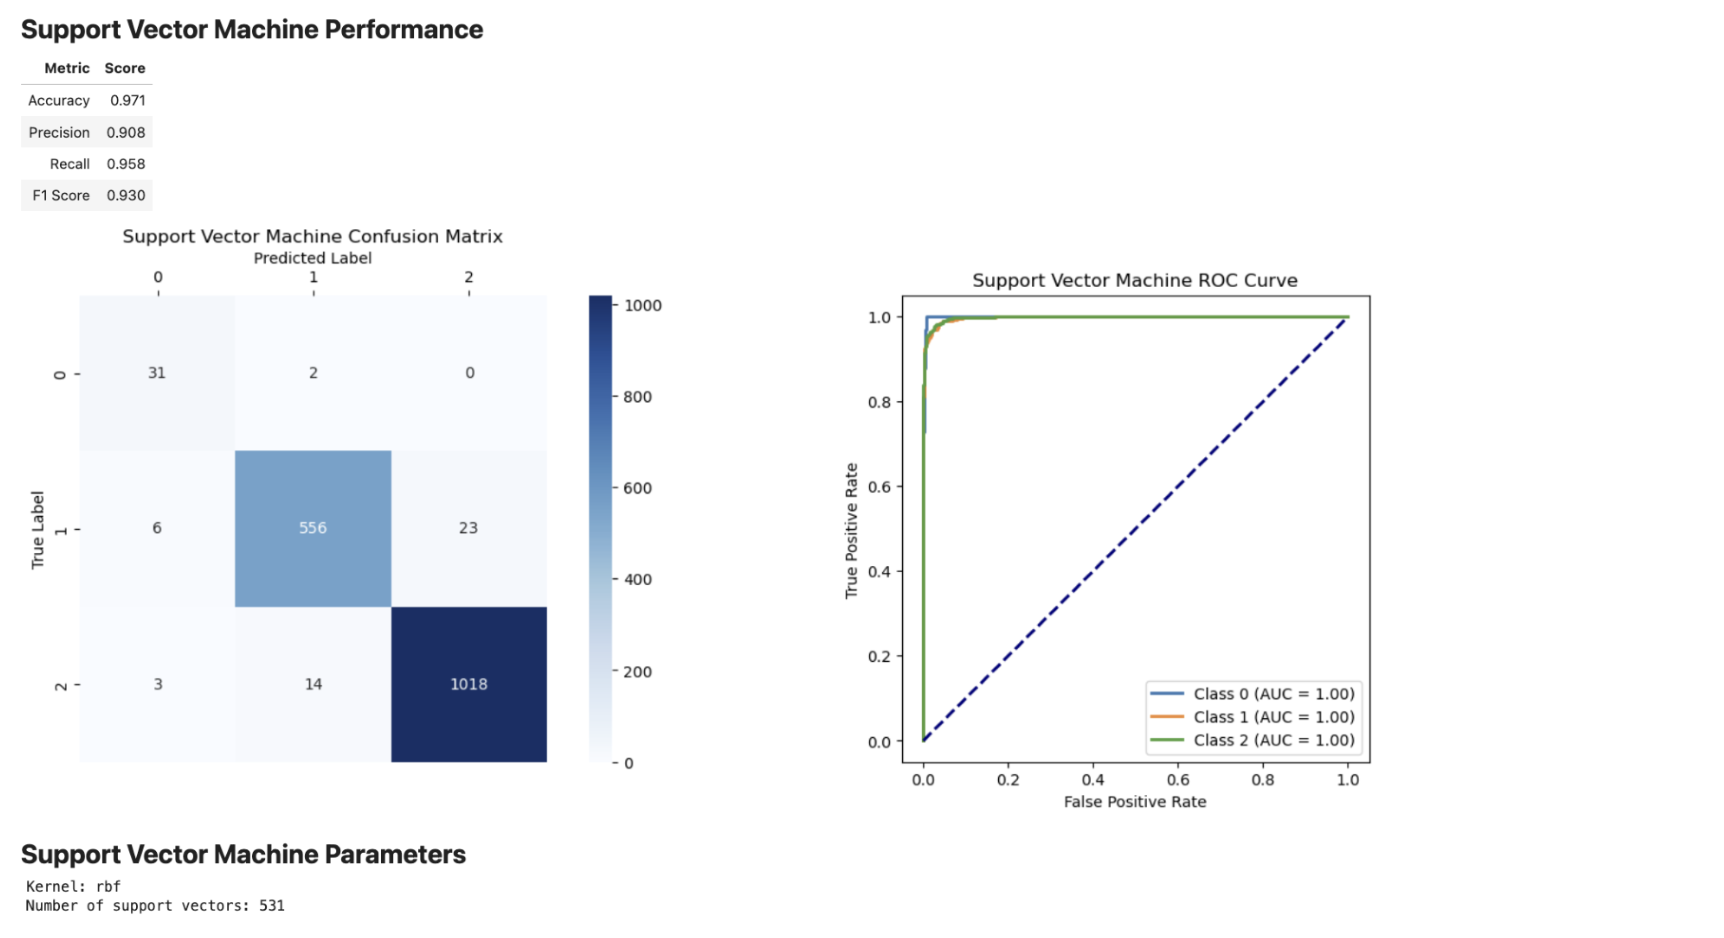 Support Vector Machine Performance
Metric Score
Accuracy 0.971
Precision 0.908
Recall 0.958
F1 Score 0.930
Support Vector Machine Confusion Matrix
Predicted Label
0 1 2
True Label
0 31 2 0
1 6 556 23
2 3 14 1018
1000
800
600
400
200
0
Support Vector Machine ROC Curve
True Positive Rate
1.0
0.8
0.6
0.4
0.2
0.0
Class 0 (AUC = 1.00)
Class 1 (AUC = 1.00)
Class 2 (AUC = 1.00)
0.0 0.2 0.4 0.6 0.8 1.0
False Positive Rate
Support Vector Machine Parameters
Kernel: rbf
Number of support vectors: 531